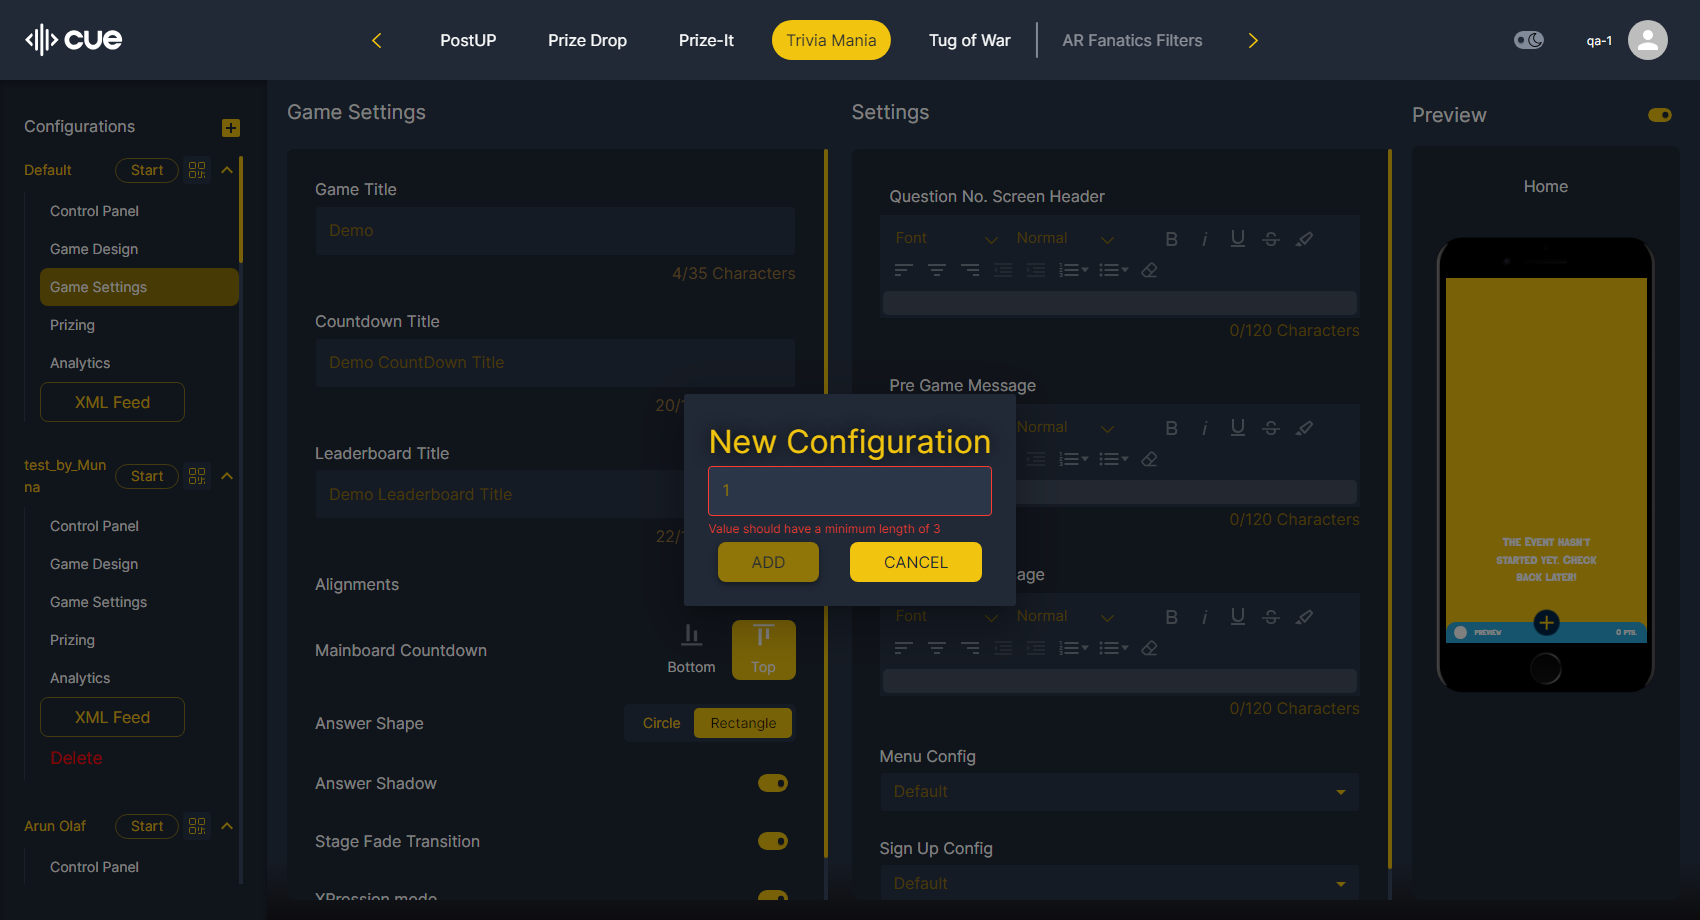 cue
PostUP
Prize Drop
Prize-It
Trivia Mania
Tug of War
AR Fanatics Filters
qa-1
Configurations
Default
Start
Control Panel
Game Design
Game Settings
Prizing
Analytics
XML Feed
test_by_Mun
na
Start
Control Panel
Game Design
Game Settings
Prizing
Analytics
XML Feed
Delete
Arun Olaf
Start
Control Panel
Game Settings
Game Title
Demo
4/35 Characters
Countdown Title
Demo CountDown Title
20/
Leaderboard Title
Demo Leaderboard Title
22/
Alignments
Mainboard Countdown
Bottom
Top
Answer Shape
Circle
Rectangle
Answer Shadow
Stage Fade Transition
XPression mode
New Configuration
1
Value should have a minimum length of 3
ADD
CANCEL
Settings
Question No. Screen Header
Font
Normal
0/120 Characters
Pre Game Message
Normal
0/120 Characters
age
Font
Normal
0/120 Characters
Menu Config
Default
Sign Up Config
Default
Preview
Home
The Event hasn't
started yet. Check
back later!
PREVIEW
0 PTS.